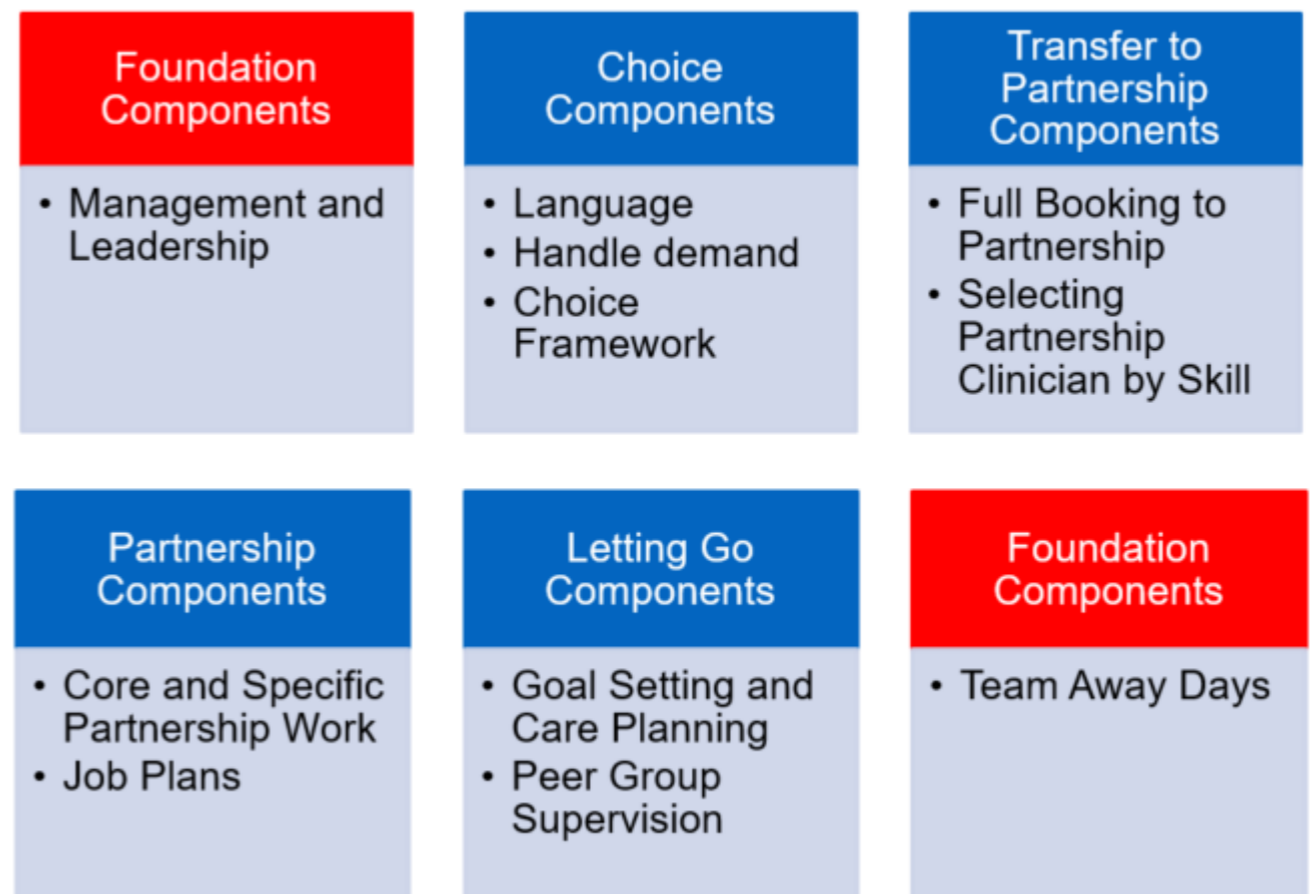 Foundation
Components
• Management and
Leadership
Choice
Components
• Language
• Handle demand
• Choice
Framework
Transfer to
Partnership
Components
• Full Booking to
Partnership
• Selecting
Partnership
Clinician by Skill
Partnership
Components
• Core and Specific
Partnership Work
• Job Plans
Letting Go
Components
• Goal Setting and
Care Planning
• Peer Group
Supervision
Foundation
Components
• Team Away Days